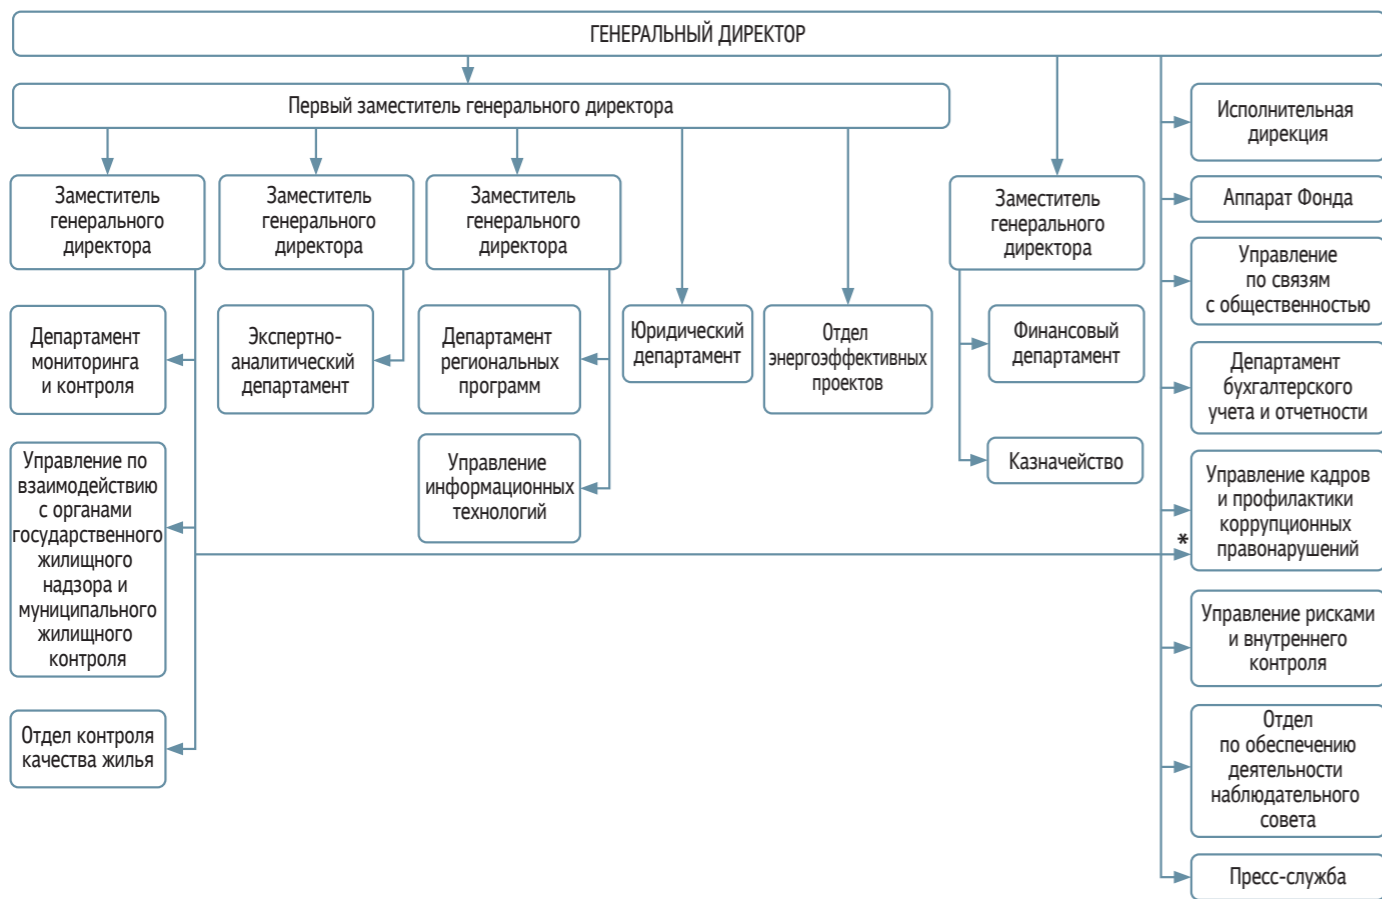 ГЕНЕРАЛЬНЫЙ ДИРЕКТОР
Первый заместитель генерального директора
Заместитель
генерального
директора
Заместитель
генерального
директора
Заместитель
генерального
директора
Заместитель
генерального
директора
Департамент
мониторинга
и контроля
Экспертно-
аналитический
департамент
Департамент
региональных
программ
Юридический
департамент
Отдел
энергоэффективных
проектов
Финансовый
департамент
Управление по
взаимодействию
с органами
государственного
жилищного
надзора и
муниципального
жилищного
контроля
Управление
информационных
технологий
Казначейство
Отдел контроля
качества жилья
Исполнительная
дирекция
Аппарат Фонда
Управление
по связям
с общественностью
Департамент
бухгалтерского
учета и отчетности
Управление кадров
и профилактики
коррупционных
правонарушений
*
Управление рисками
и внутреннего
контроля
Отдел
по обеспечению
деятельности
наблюдательного
совета
Пресс-служба